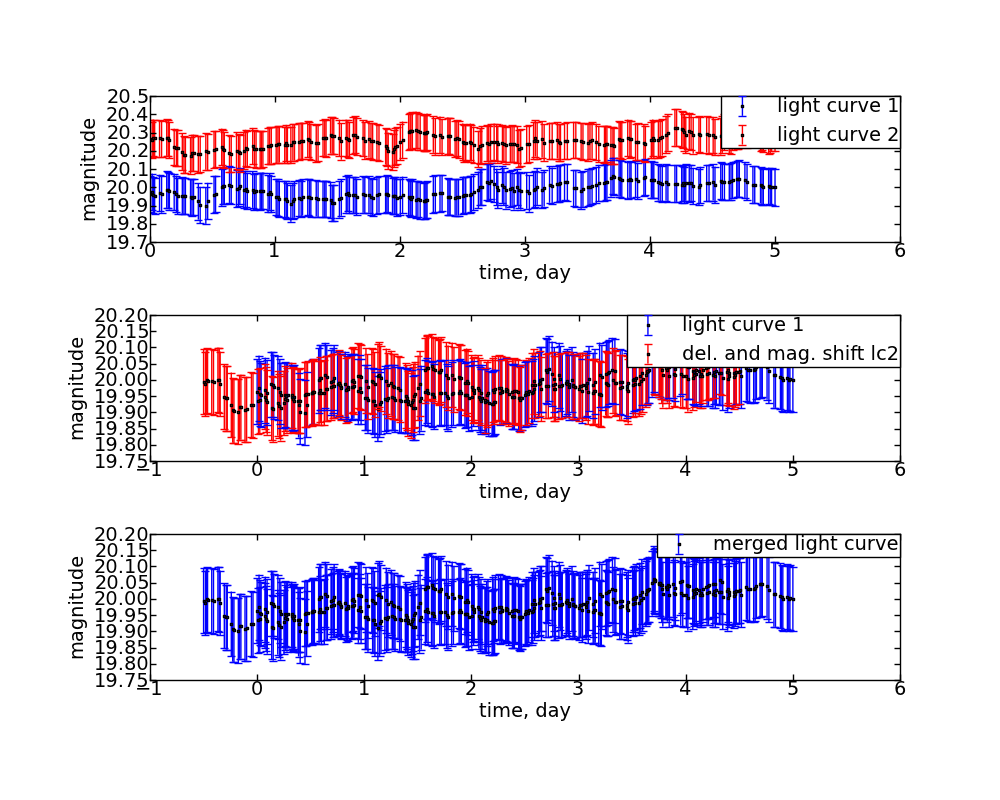 20.5
20.4
20.3
20.2
20.1
20.0
19.9
19.8
19.7
magnitude
light curve 1
light curve 2
0 1 2 3 4 5 6
time, day
20.20
20.15
20.10
20.05
20.00
19.95
19.90
19.85
19.80
19.75
magnitude
light curve 1
del. and mag. shift lc2
−1 0 1 2 3 4 5 6
time, day
20.20
20.15
20.10
20.05
20.00
19.95
19.90
19.85
19.80
19.75
magnitude
merged light curve
−1 0 1 2 3 4 5 6
time, day